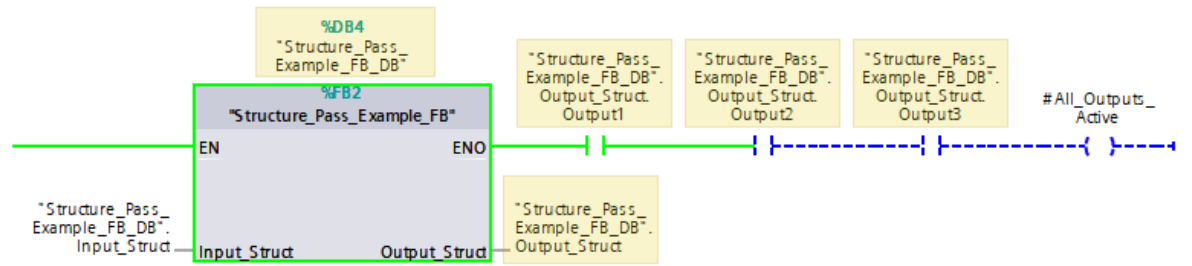 %DB4
"Structure_Pass_
Example_FB_DB"
%FB2
"Structure_Pass_Example_FB"
EN
ENO
"Structure_Pass_
Example_FB_DB".
Input_Struct
Input_Struct
Output_Struct
"Structure_Pass_
Example_FB_DB".
Output_Struct
"Structure_Pass_
Example_FB_DB".
Output_Struct.
Output1
"Structure_Pass_
Example_FB_DB".
Output_Struct.
Output2
"Structure_Pass_
Example_FB_DB".
Output_Struct.
Output3
#All_Outputs_
Active